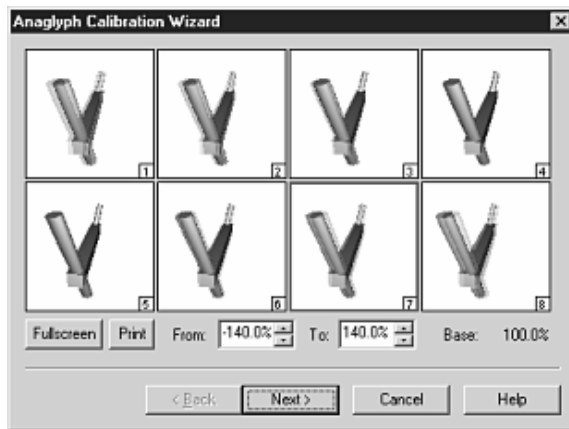 Anaglyph Calibration Wizard
1 2 3 4
5 6 7 8
Fullscreen Print From: -140.0% To: 140.0% Base: 100.0%
< Back Next > Cancel Help